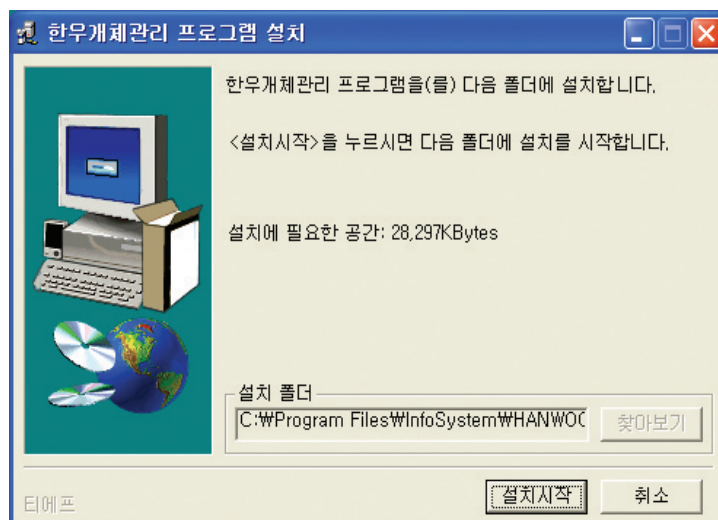 한우개체관리 프로그램 설치
한우개체관리 프로그램을(를) 다음 폴더에 설치합니다.
<설치시작>을 누르시면 다음 폴더에 설치를 시작합니다.
설치에 필요한 공간: 28,297KBytes
설치 폴더
C:₩Program Files₩InfoSystem₩HANWOO
찾아보기
티에프
설치시작
취소